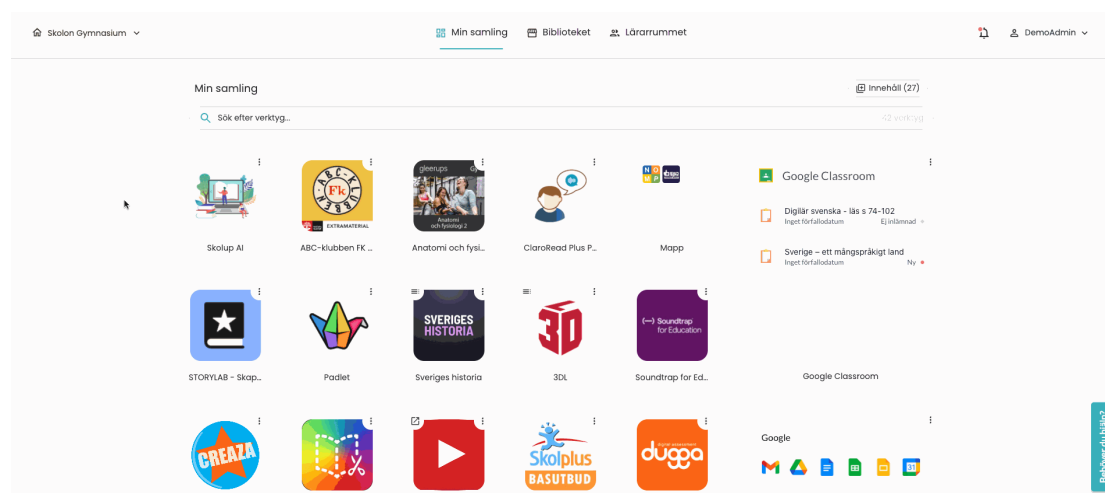 Skolon Gymnasium
Min samling
Biblioteket
Lärarrummet
DemoAdmin
Min samling
Innehåll (27)
Sök efter verktyg...
42 verktyg
gleerups
Anatomi
och fysiologi 2
ABC-KLUBBEN
FK
EXTRAMATERIAL
NOMP
Google Classroom
Digilär svenska - läs s 74-102
Inget förfallodatum
Ej inlämnad
Sverige – ett mångspråkigt land
Inget förfallodatum
Ny
Skolup AI
ABC-klubben FK ...
Anatomi och fysi...
ClaroRead Plus P...
Mapp
SVERIGES
HISTORIA
3D
Soundtrap
for Education
STORYLAB - Skap...
Padlet
Sveriges historia
3DL
Soundtrap for Ed...
Google Classroom
CREAZA
Skolplus
BASUTBUD
digital assessment
dugga
Google
31
Behöver du hjälp?